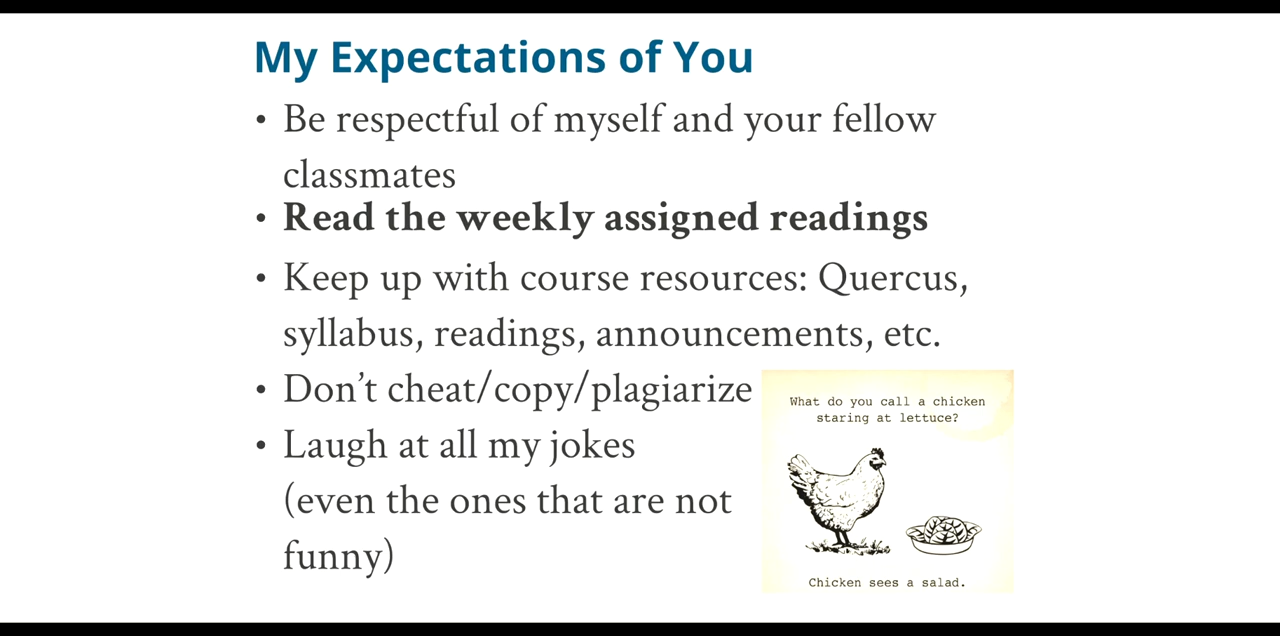 My Expectations of You
• Be respectful of myself and your fellow
classmates
• Read the weekly assigned readings
• Keep up with course resources: Quercus,
syllabus, readings, announcements, etc.
• Don’t cheat/copy/plagiarize
• Laugh at all my jokes
(even the ones that are not
funny)
What do you call a chicken
staring at lettuce?
Chicken sees a salad.